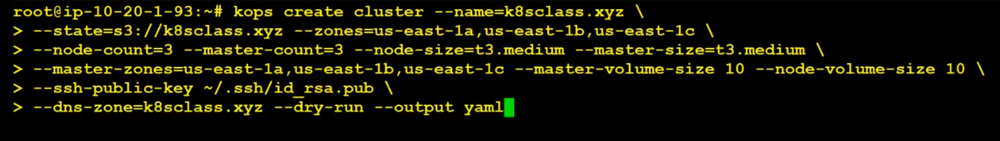 root@ip-10-20-1-93:~# kops create cluster --name=k8sclass.xyz \
> --state=s3://k8sclass.xyz --zones=us-east-1a,us-east-1b,us-east-1c \
> --node-count=3 --master-count=3 --node-size=t3.medium --master-size=t3.medium \
> --master-zones=us-east-1a,us-east-1b,us-east-1c --master-volume-size 10 --node-volume-size 10 \
> --ssh-public-key ~/.ssh/id_rsa.pub \
> --dns-zone=k8sclass.xyz --dry-run --output yaml